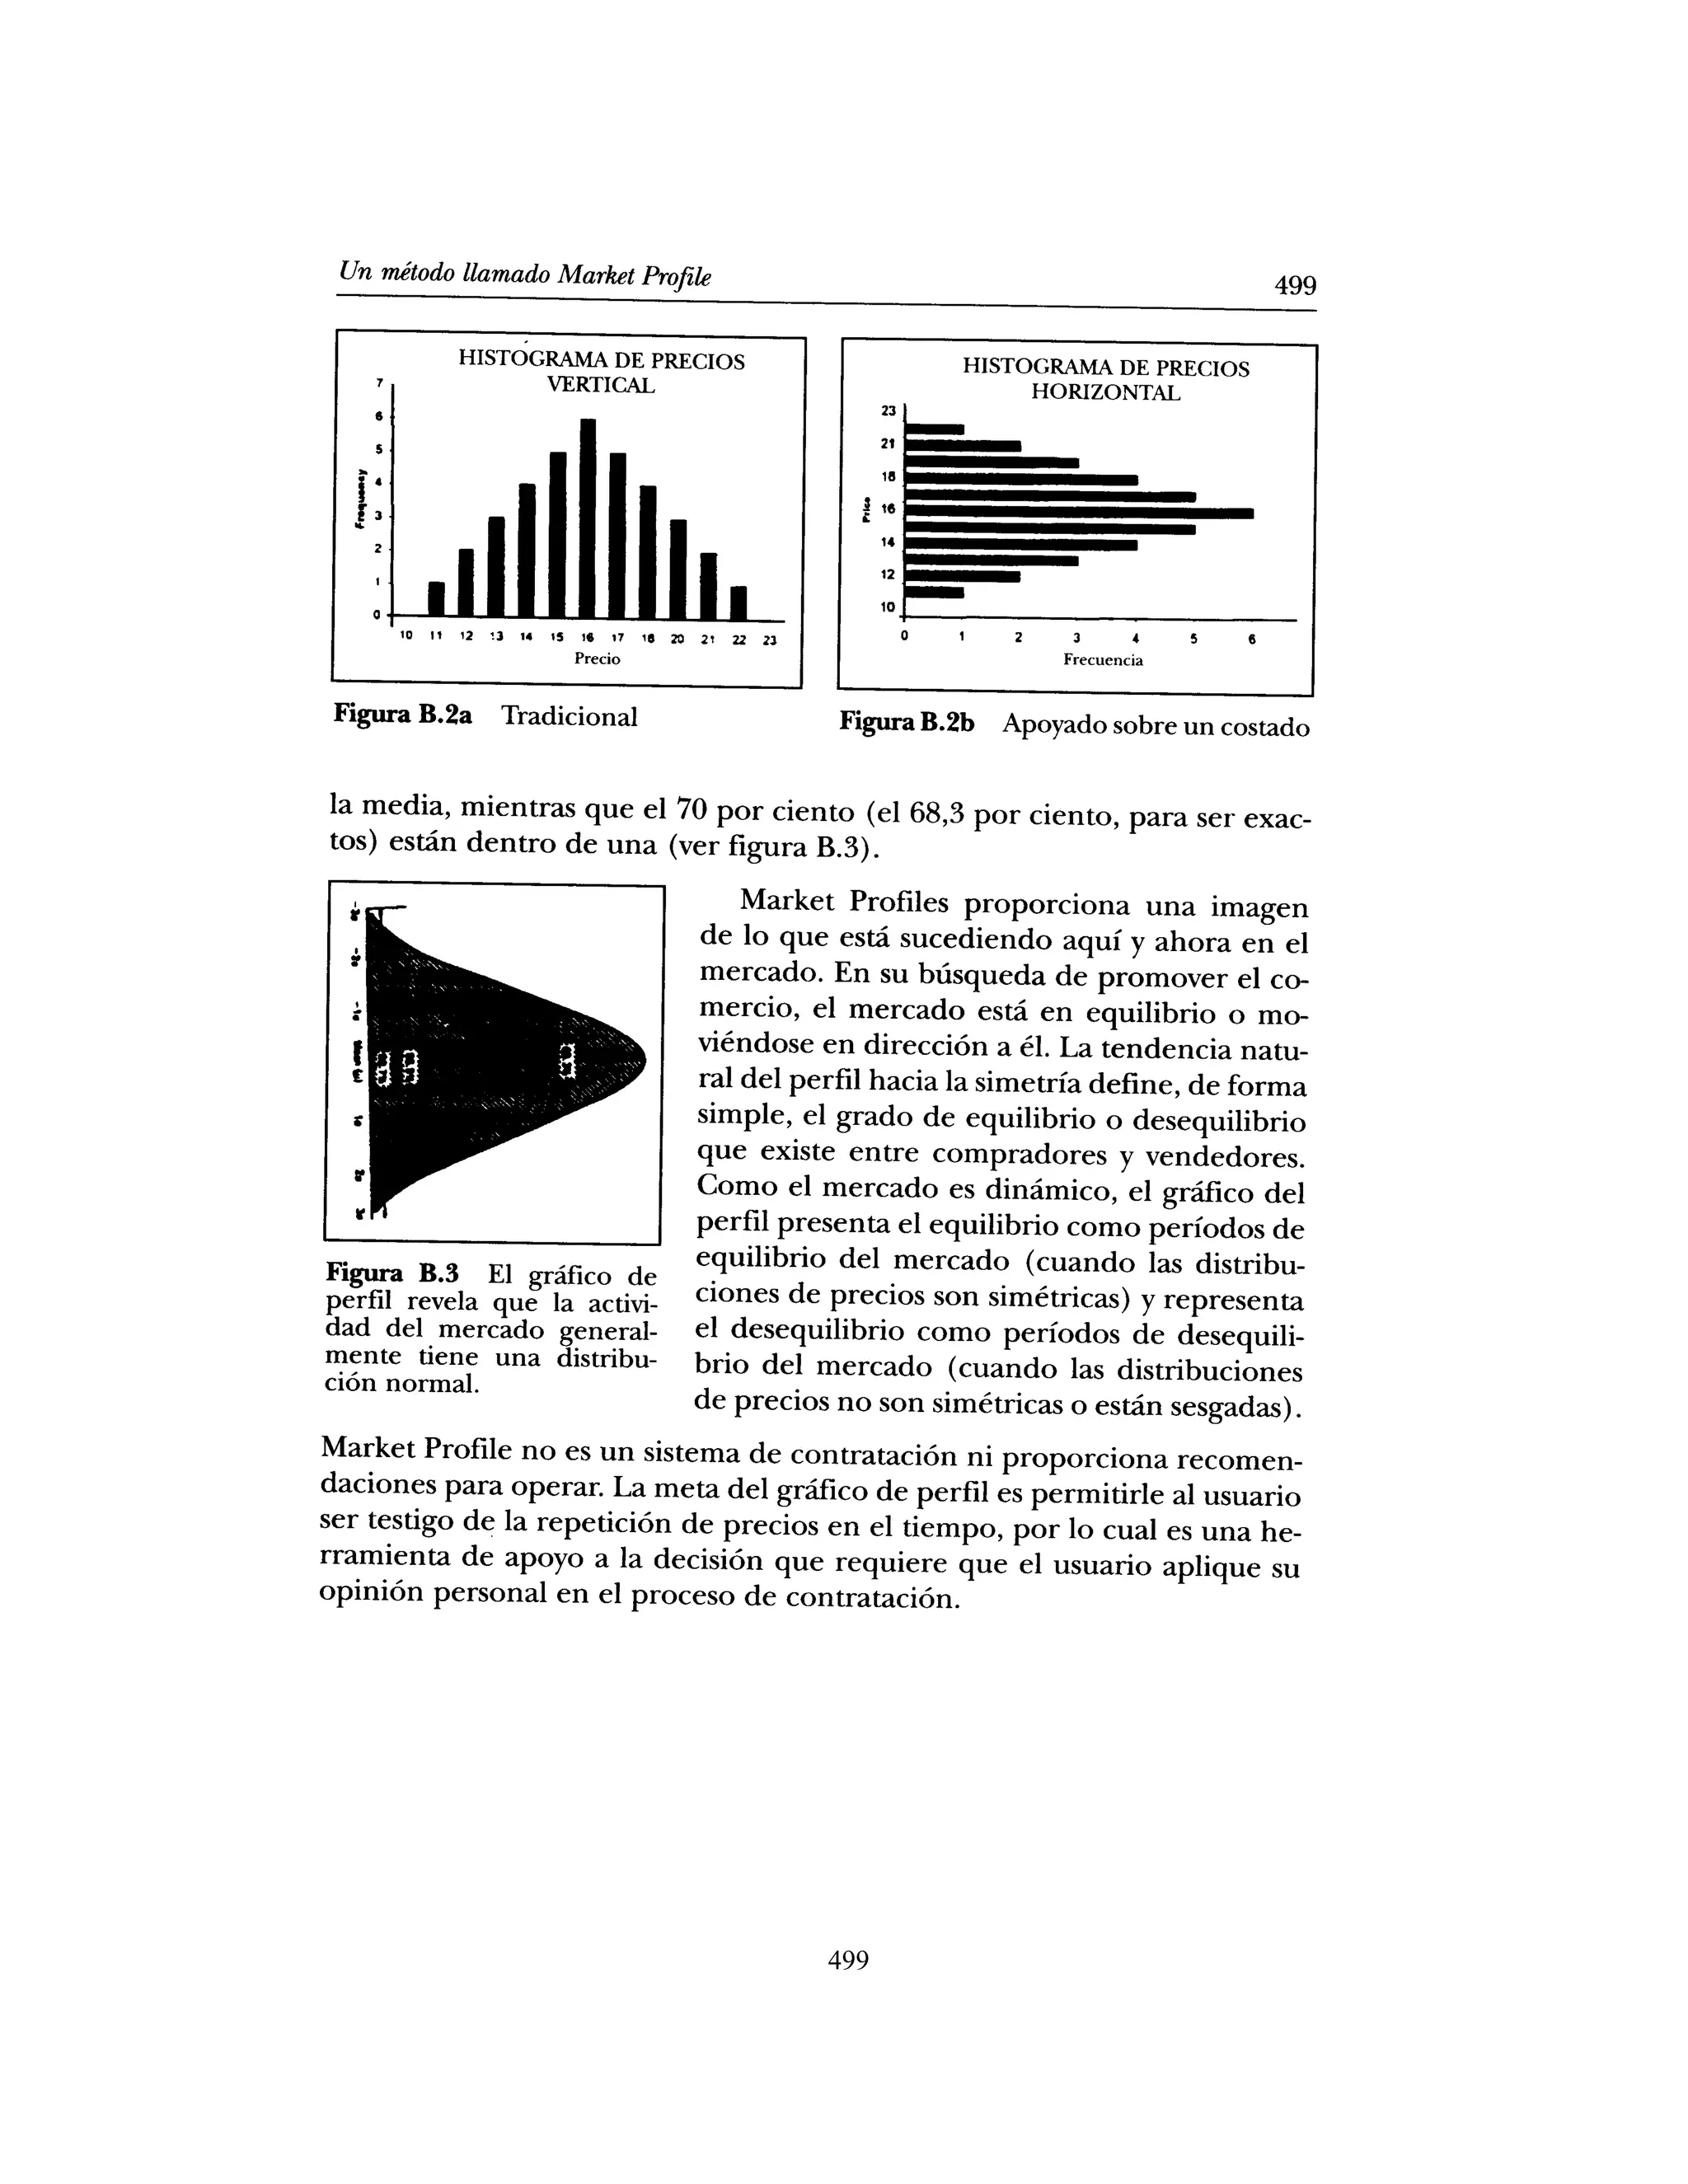 Un método llamado Market Profile
499
HISTOGRAMA DE PRECIOS
VERTICAL
7
6
5
4
3
2
1
0
Frequency
10 11 12 13 14 15 16 17 18 20 21 22 23
Precio
Figura B.2a Tradicional
HISTOGRAMA DE PRECIOS
HORIZONTAL
23
21
18
16
14
12
10
Price
0 1 2 3 4 5 6
Frecuencia
Figura B.2b Apoyado sobre un costado
la media, mientras que el 70 por ciento (el 68,3 por ciento, para ser exac-
tos) están dentro de una (ver figura B.3).
Figura B.3 El gráfico de
perfil revela que la activi-
dad del mercado general-
mente tiene una distribu-
ción normal.
Market Profiles proporciona una imagen
de lo que está sucediendo aquí y ahora en el
mercado. En su búsqueda de promover el co-
mercio, el mercado está en equilibrio o mo-
viéndose en dirección a él. La tendencia natu-
ral del perfil hacia la simetría define, de forma
simple, el grado de equilibrio o desequilibrio
que existe entre compradores y vendedores.
Como el mercado es dinámico, el gráfico del
perfil presenta el equilibrio como períodos de
equilibrio del mercado (cuando las distribu-
ciones de precios son simétricas) y representa
el desequilibrio como períodos de desequili-
brio del mercado (cuando las distribuciones
de precios no son simétricas o están sesgadas).
Market Profile no es un sistema de contratación ni proporciona recomen-
daciones para operar. La meta del gráfico de perfil es permitirle al usuario
ser testigo de la repetición de precios en el tiempo, por lo cual es una he-
rramienta de apoyo a la decisión que requiere que el usuario aplique su
opinión personal en el proceso de contratación.
499